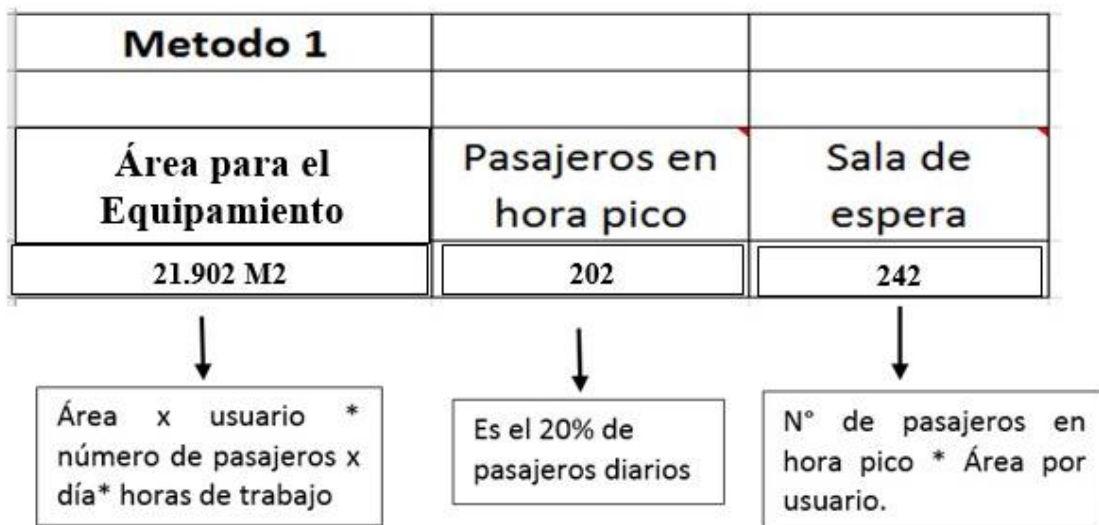 Metodo 1
Área para el
Equipamiento
Pasajeros en
hora pico
Sala de
espera
21.902 M2
202
242
Área x usuario *
número de pasajeros x
día* horas de trabajo
Es el 20% de
pasajeros diarios
N° de pasajeros en
hora pico * Área por
usuario.